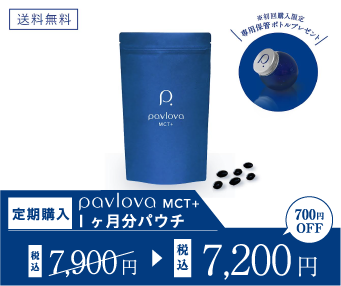 送料無料
※初回購入限定
専用保管ボトルプレゼント
P.
pavlova
MCT+
定期購入
pavlova MCT+
1ヶ月分パウチ
700円
OFF
税込 7,900円
税込 7,200円